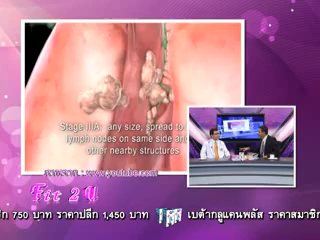 Stage IIIA: any size, spread to
lymph nodes on same side and
other nearby structures
www.youtube.com
Fit 2 U
750 บาท ราคาปลีก 1,450 บาท เบต้ากลูแคนพลัส ราคาสมาชิก